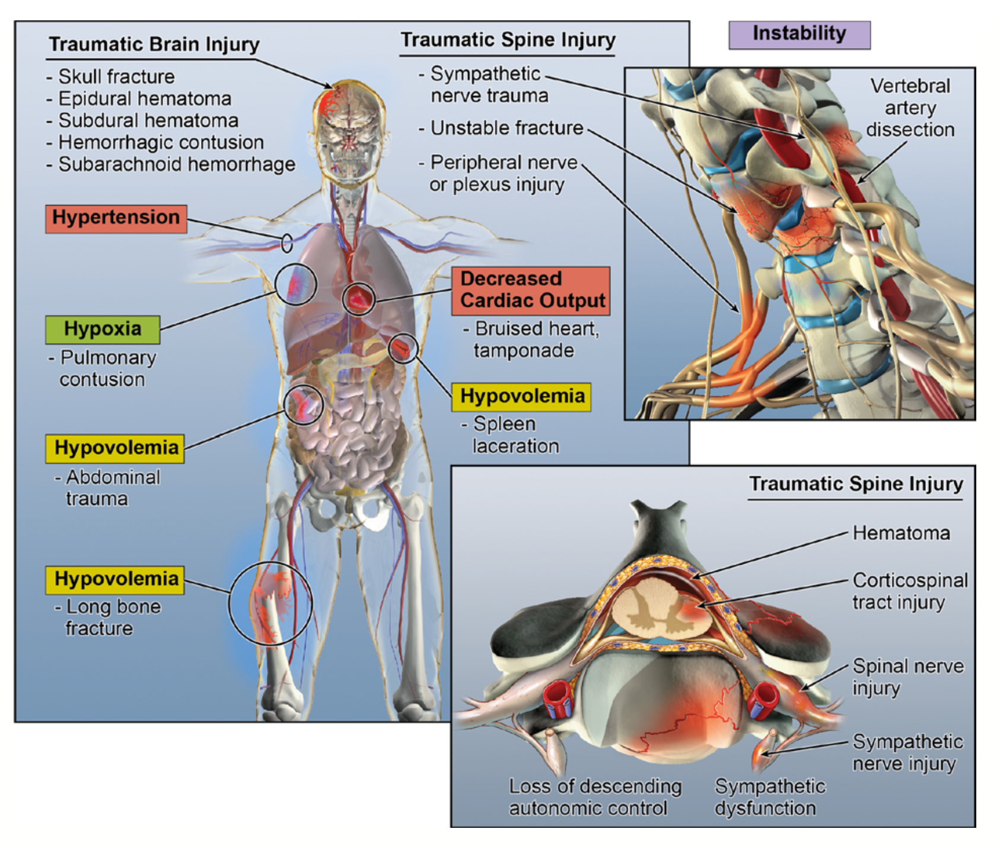 Traumatic Brain Injury
- Skull fracture
- Epidural hematoma
- Subdural hematoma
- Hemorrhagic contusion
- Subarachnoid hemorrhage
Traumatic Spine Injury
- Sympathetic
nerve trauma
- Unstable fracture
- Peripheral nerve
or plexus injury
Instability
Vertebral
artery
dissection
Hypertension
Hypoxia
- Pulmonary
contusion
Hypovolemia
- Abdominal
trauma
Hypovolemia
- Long bone
fracture
Decreased
Cardiac Output
- Bruised heart,
tamponade
Hypovolemia
- Spleen
laceration
Traumatic Spine Injury
Hematoma
Corticospinal
tract injury
Spinal nerve
injury
Sympathetic
nerve injury
Loss of descending
autonomic control
Sympathetic
dysfunction